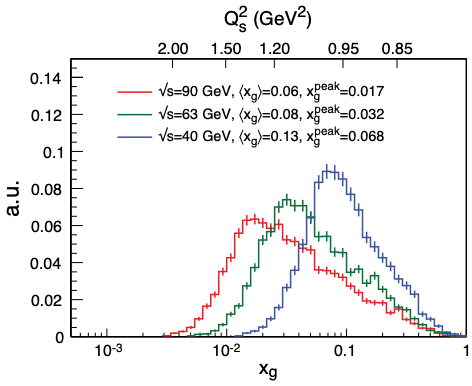 Q_s^2 (GeV^2)
2.00 1.50 1.20 0.95 0.85
0.14
√s=90 GeV, ⟨x_g⟩=0.06, x_g^peak=0.017
0.12
√s=63 GeV, ⟨x_g⟩=0.08, x_g^peak=0.032
√s=40 GeV, ⟨x_g⟩=0.13, x_g^peak=0.068
0.1
0.08
a.u.
0.06
0.04
0.02
0
10^-3 10^-2 0.1 1
x_g